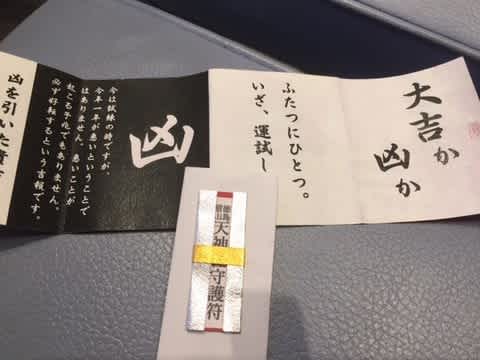 大吉か
凶か
ふたつにひとつ。
いざ、運試し
凶
今は試練の時ですが、
今年一年が悪いということで
はありません。悪いことが
起こる予兆でもありません。
必ず好転するという吉報です。
凶を引いた貴方
天神
守護符